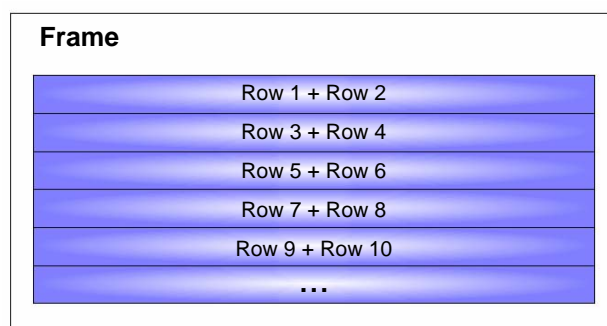 Frame
Row 1 + Row 2
Row 3 + Row 4
Row 5 + Row 6
Row 7 + Row 8
Row 9 + Row 10
...